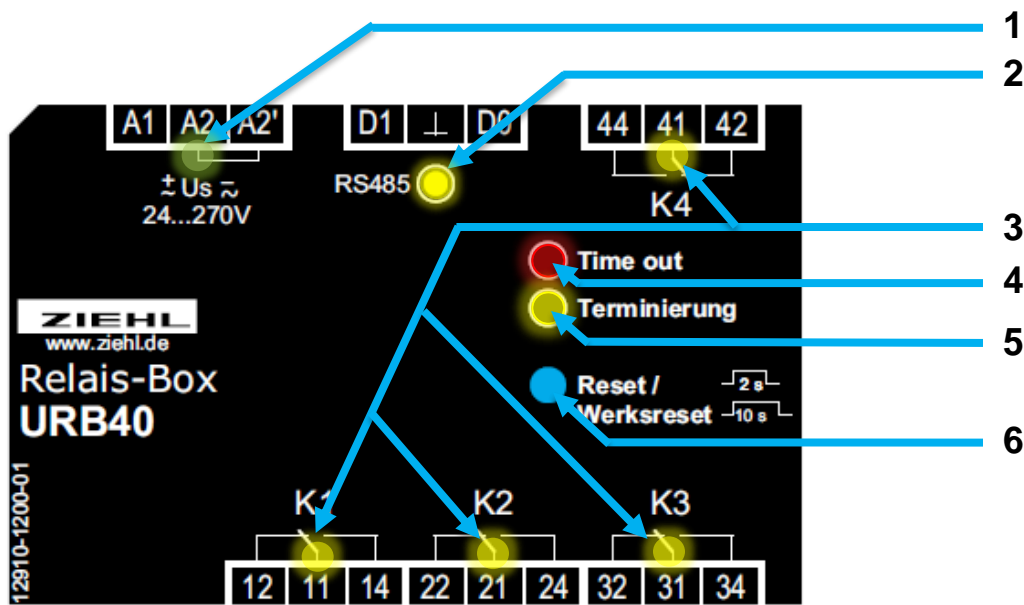 1
2
A1 A2 A2' D1 ⊥ D0 44 41 42
± Us ≂
24...270V
RS485
K4
3
Time out
4
Terminierung
5
ZIEHL
www.ziehl.de
Relais-Box
URB40
Reset / 2 s
Werksreset 10 s
6
12910-1200-01
K1 K2 K3
12 11 14 22 21 24 32 31 34